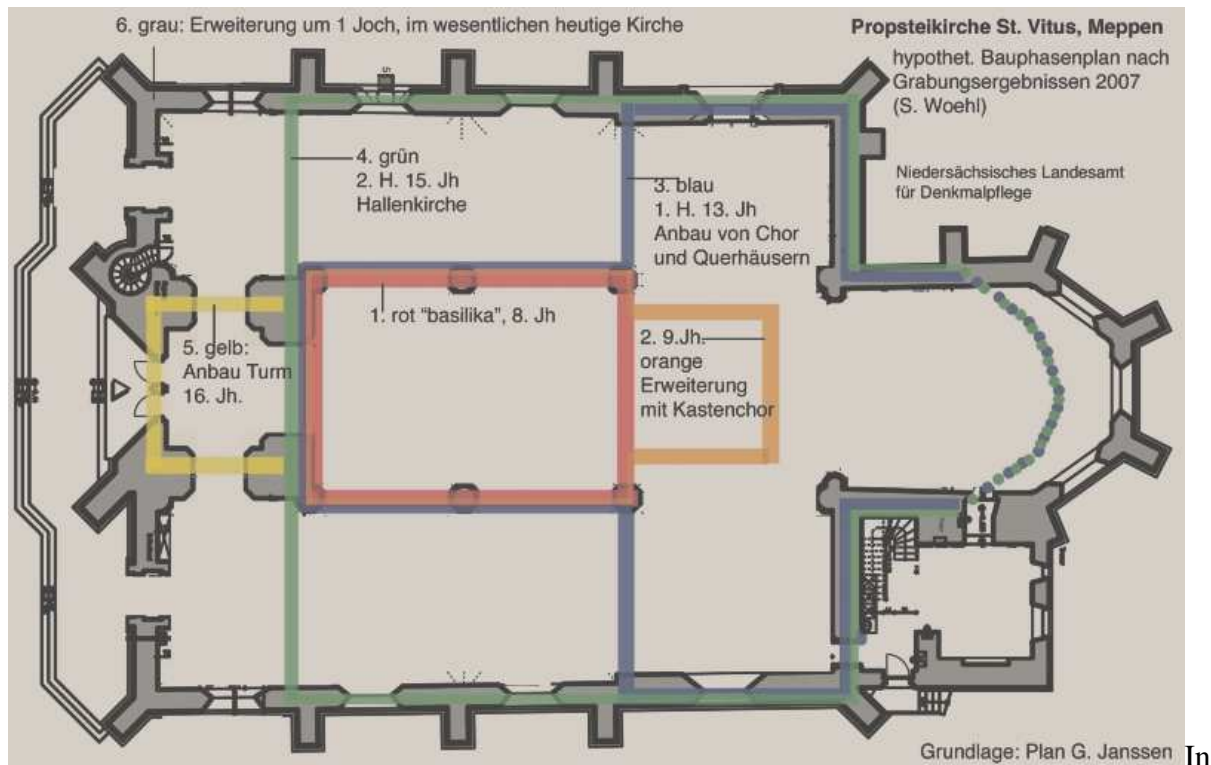 6. grau: Erweiterung um 1 Joch, im wesentlichen heutige Kirche
Propsteikirche St. Vitus, Meppen
hypothet. Bauphasenplan nach
Grabungsergebnissen 2007
(S. Woehl)
Niedersächsisches Landesamt
für Denkmalpflege
4. grün
2. H. 15. Jh
Hallenkirche
3. blau
1. H. 13. Jh
Anbau von Chor
und Querhäusern
1. rot "basilika", 8. Jh
5. gelb:
Anbau Turm
16. Jh.
2. 9.Jh.
orange
Erweiterung
mit Kastenchor
Grundlage: Plan G. Janssen
In